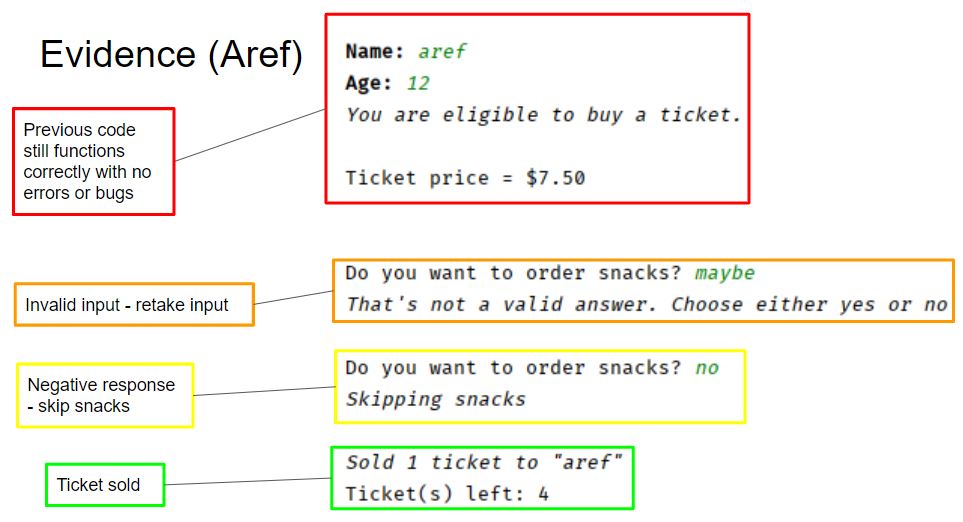 Evidence (Aref)
Name: aref
Age: 12
You are eligible to buy a ticket.
Ticket price = $7.50
Previous code
still functions
correctly with no
errors or bugs
Invalid input - retake input
Do you want to order snacks? maybe
That's not a valid answer. Choose either yes or no
Negative response
- skip snacks
Do you want to order snacks? no
Skipping snacks
Ticket sold
Sold 1 ticket to "aref"
Ticket(s) left: 4